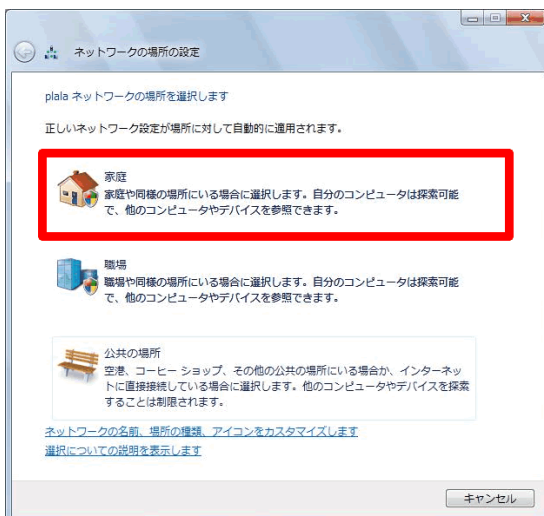 ネットワークの場所の設定
plala ネットワークの場所を選択します
正しいネットワーク設定が場所に対して自動的に適用されます。
家庭
家庭や同様の場所にいる場合に選択します。自分のコンピュータは探索可能
で、他のコンピュータやデバイスを参照できます。
職場
職場や同様の場所にいる場合に選択します。自分のコンピュータは探索可能
で、他のコンピュータやデバイスを参照できます。
公共の場所
空港、コーヒー ショップ、その他の公共の場所にいる場合か、インターネッ
トに直接接続している場合に選択します。他のコンピュータやデバイスを探索
することは制限されます。
ネットワークの名前、場所の種類、アイコンをカスタマイズします
選択についての説明を表示します
キャンセル